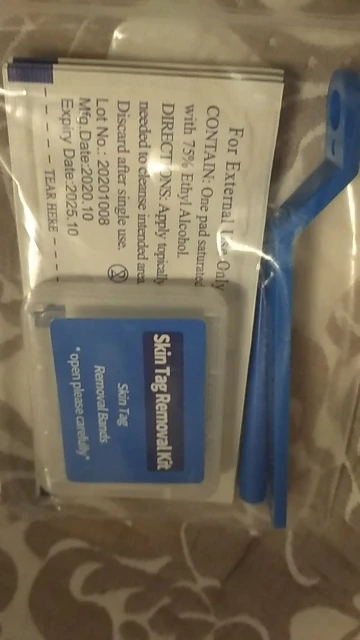 For External Use Only
CONTAIN: One pad saturated
with 75% Ethyl Alcohol.
DIRECTIONS: Apply topically
needed to cleanse intended area
Discard after single use.
Lot No.: 20201008
Mfg.Date:2020.10
Expiry Date:2025.10
TEAR HERE
Skin Tag Removal Kit
Skin Tag
Removal Bands
*open please carefully*